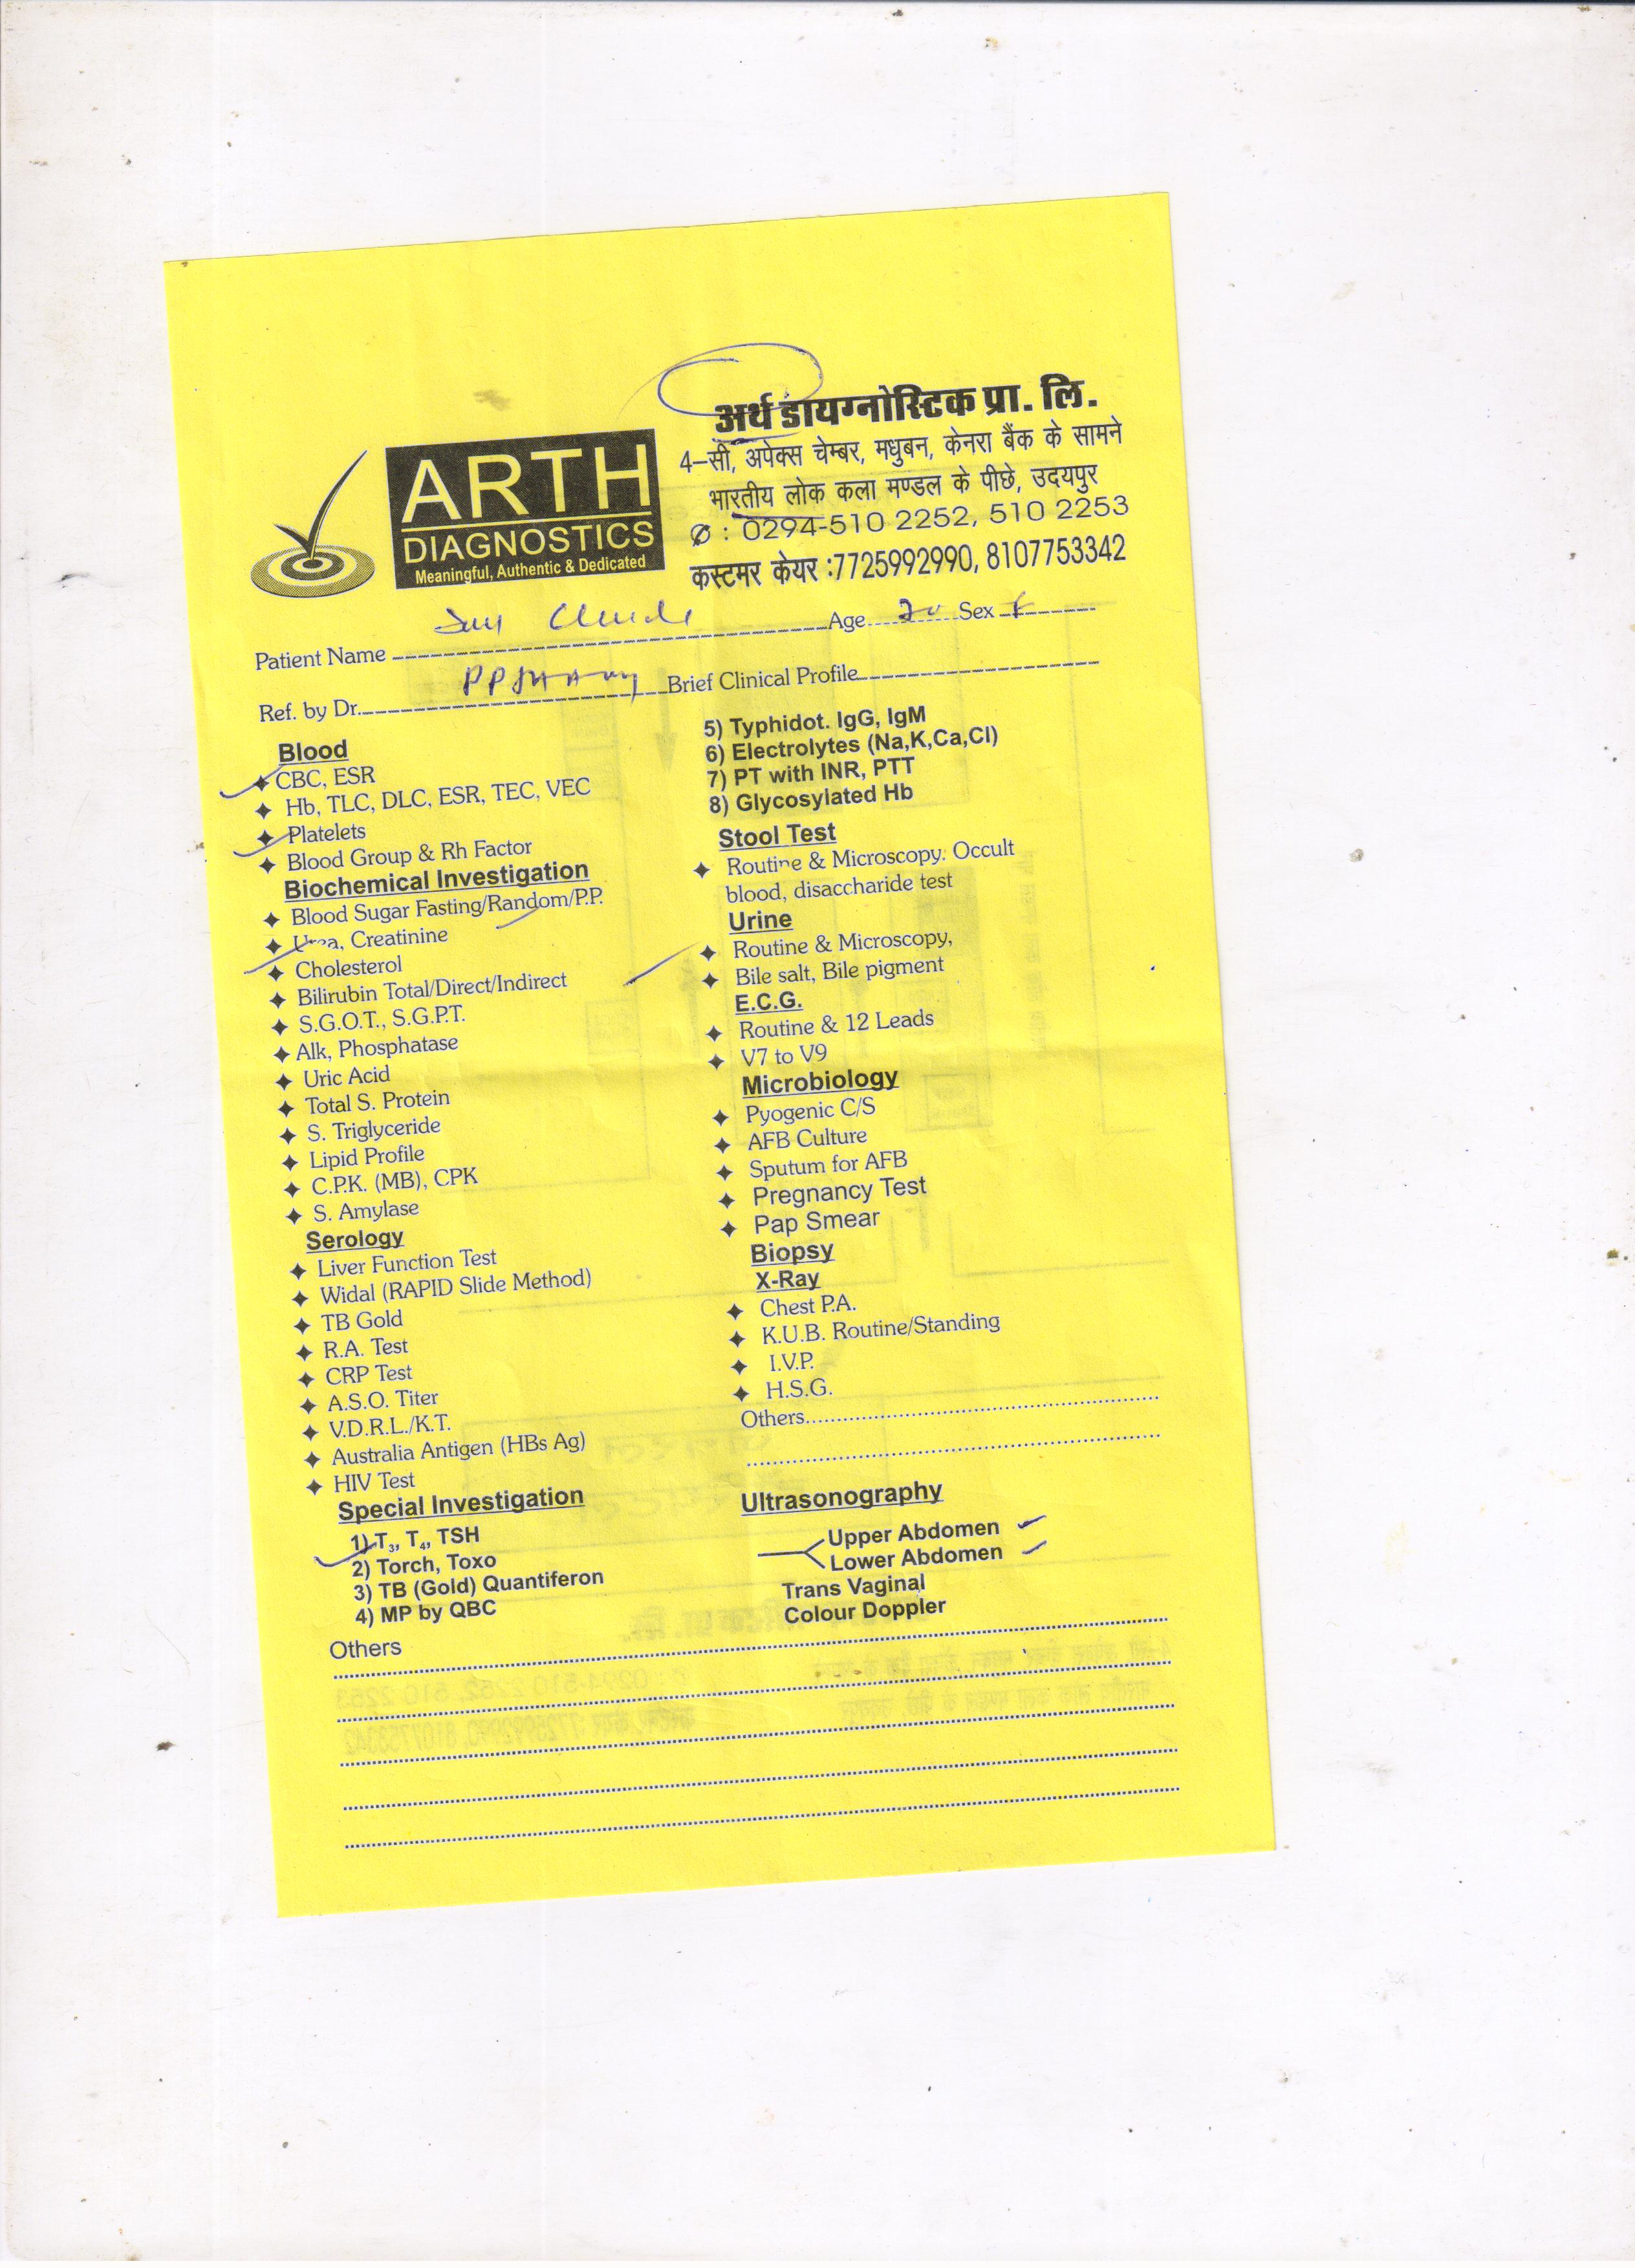 अर्थ डायग्नोस्टिक प्रा. लि.
4-सी, अपेक्स चेम्बर, मधुबन, केनरा बैंक के सामने
भारतीय लोक कला मण्डल के पीछे, उदयपुर
: 0294-510 2252, 510 2253
कस्टमर केयर :7725992990, 8107753342
ARTH
DIAGNOSTICS
Meaningful, Authentic & Dedicated
Patient Name Age Sex
Ref. by Dr. Brief Clinical Profile
Blood
CBC, ESR
Hb, TLC, DLC, ESR, TEC, VEC
Platelets
Blood Group & Rh Factor
Biochemical Investigation
Blood Sugar Fasting/Random/P.P.
Urea, Creatinine
Cholesterol
Bilirubin Total/Direct/Indirect
S.G.O.T., S.G.P.T.
Alk, Phosphatase
Uric Acid
Total S. Protein
S. Triglyceride
Lipid Profile
C.P.K. (MB), CPK
S. Amylase
Serology
Liver Function Test
Widal (RAPID Slide Method)
TB Gold
R.A. Test
CRP Test
A.S.O. Titer
V.D.R.L./K.T.
Australia Antigen (HBs Ag)
HIV Test
Special Investigation
1) T3, T4, TSH
2) Torch, Toxo
3) TB (Gold) Quantiferon
4) MP by QBC
5) Typhidot. IgG, IgM
6) Electrolytes (Na,K,Ca,Cl)
7) PT with INR, PTT
8) Glycosylated Hb
Stool Test
Routine & Microscopy. Occult
blood, disaccharide test
Urine
Routine & Microscopy,
Bile salt, Bile pigment
E.C.G.
Routine & 12 Leads
V7 to V9
Microbiology
Pyogenic C/S
AFB Culture
Sputum for AFB
Pregnancy Test
Pap Smear
Biopsy
X-Ray
Chest P.A.
K.U.B. Routine/Standing
I.V.P.
H.S.G.
Others
Ultrasonography
Upper Abdomen
Lower Abdomen
Trans Vaginal
Colour Doppler
Others